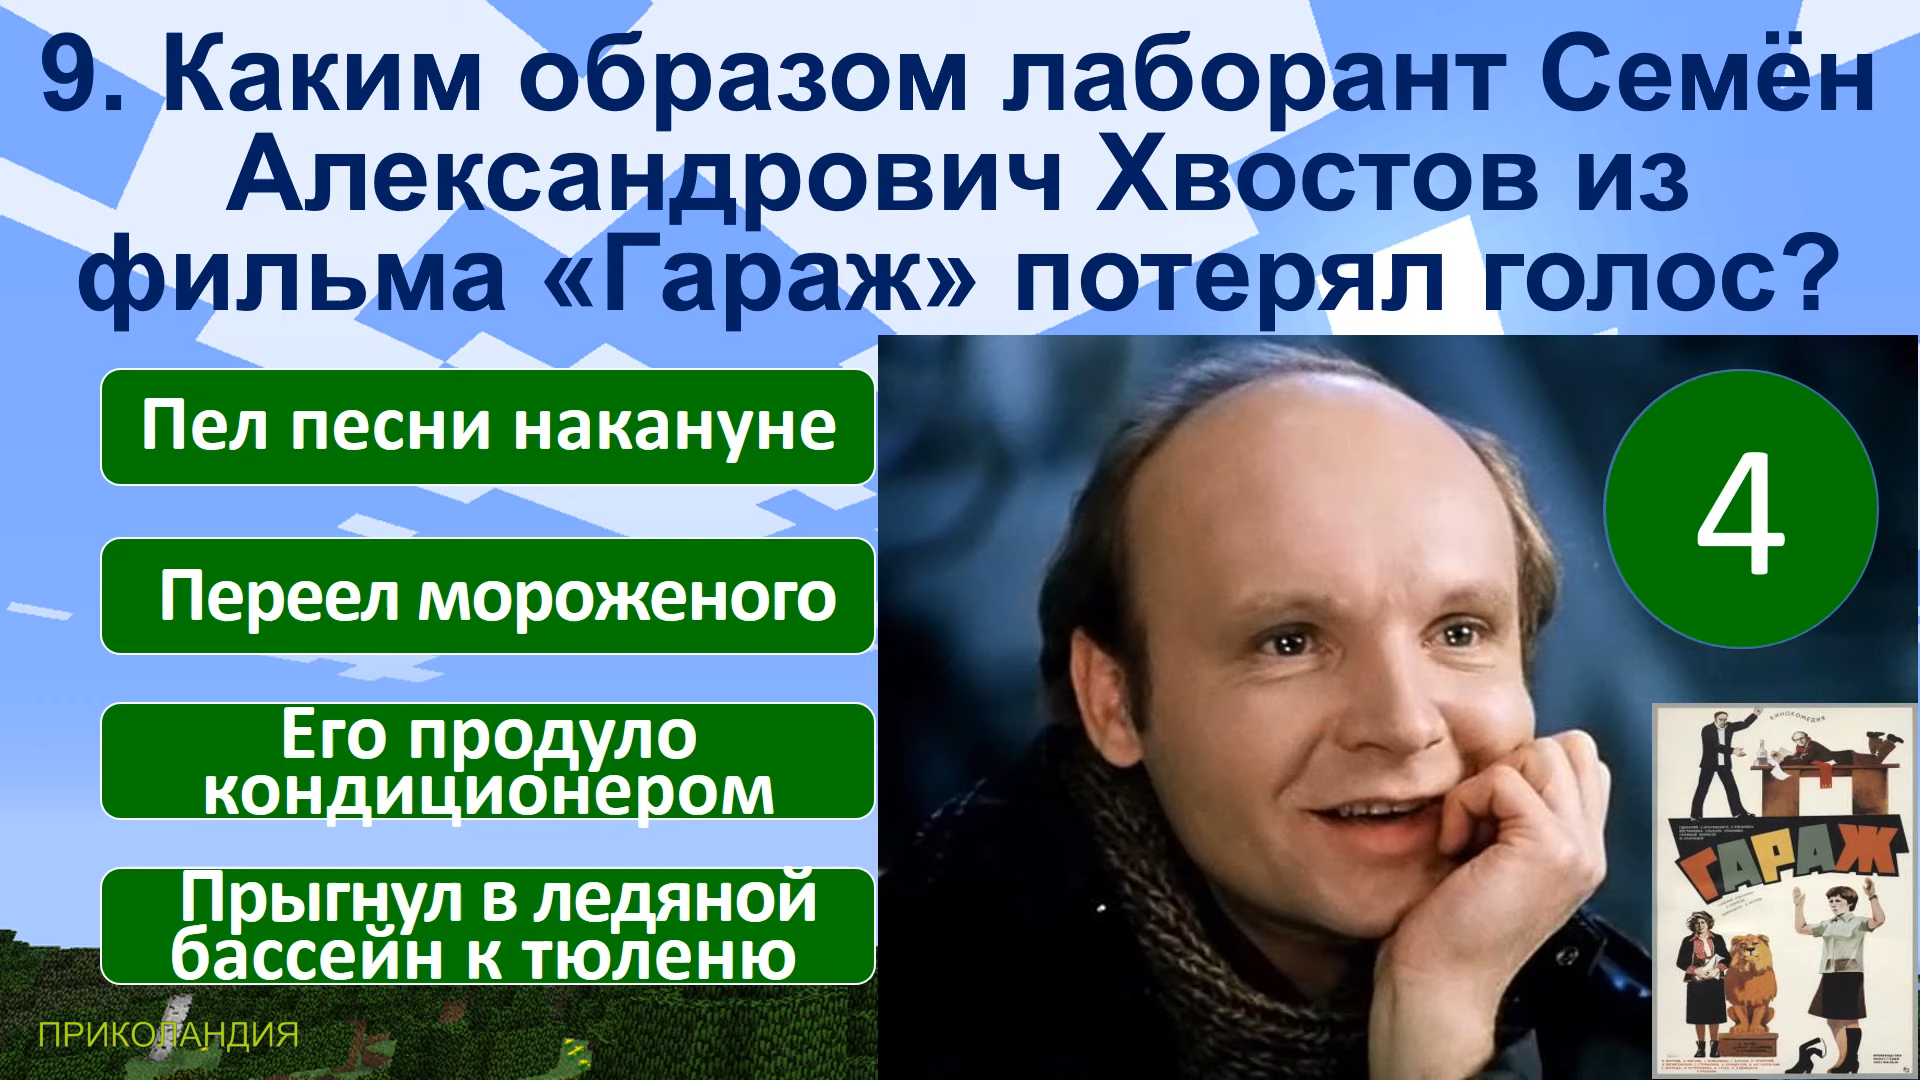 9. Каким образом лаборант Семён
Александрович Хвостов из
фильма «Гараж» потерял голос?
Пел песни накануне
Переел мороженого
Его продуло
кондиционером
Прыгнул в ледяной
бассейн к тюленю
4
КИНОКОМЕДИЯ
ГАРАЖ
ПРИКОЛАНДИЯ